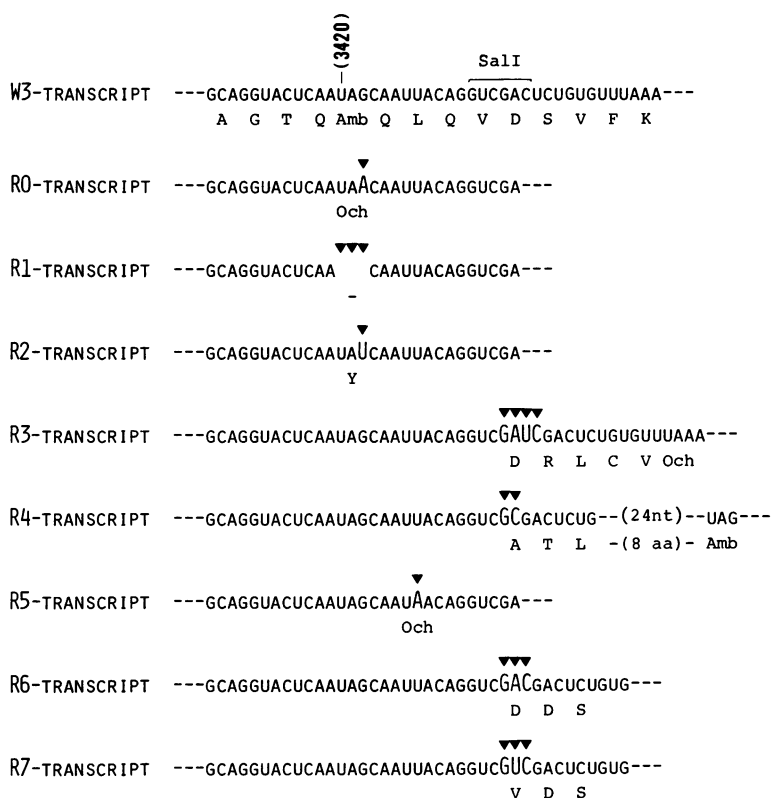 (3420)
SalI
W3-TRANSCRIPT ---GCAGGUACUCAAUAGCAAUUACAGGUCGACUCUGUGUUUAAA---
A G T Q Amb Q L Q V D S V F K
R0-TRANSCRIPT ---GCAGGUACUCAAUAACAAUUACAGGUCGA---
Och
R1-TRANSCRIPT ---GCAGGUACUCAA CAAUUACAGGUCGA---
-
R2-TRANSCRIPT ---GCAGGUACUCAAUAUCAAUUACAGGUCGA---
Y
R3-TRANSCRIPT ---GCAGGUACUCAAUAGCAAUUACAGGUCGAUCGACUCUGUGUUUAAA---
D R L C V Och
R4-TRANSCRIPT ---GCAGGUACUCAAUAGCAAUUACAGGUCGCGACUCUG--(24nt)--UAG---
A T L -(8 aa)- Amb
R5-TRANSCRIPT ---GCAGGUACUCAAUAGCAAUAACAGGUCGA---
Och
R6-TRANSCRIPT ---GCAGGUACUCAAUAGCAAUUACAGGUCGACGACUCUGUG---
D D S
R7-TRANSCRIPT ---GCAGGUACUCAAUAGCAAUUACAGGUCGUCGACUCUGUG---
V D S